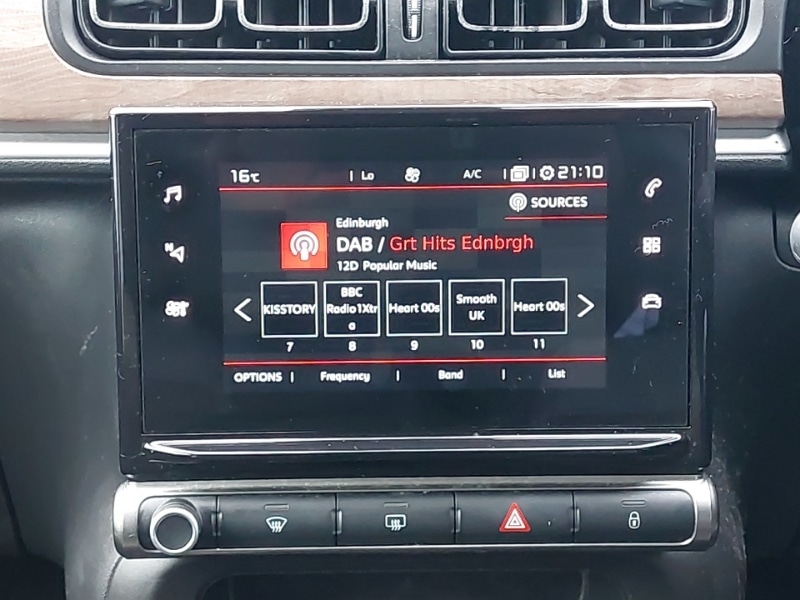 16°C | Lo A/C | | 21:10
SOURCES
Edinburgh
DAB / Grt Hits Ednbrgh
12D Popular Music
KISSTORY
BBC
Radio 1Xtr
a
Heart 00s
Smooth
UK
Heart 00s
7 8 9 10 11
OPTIONS | Frequency | Band | List
N